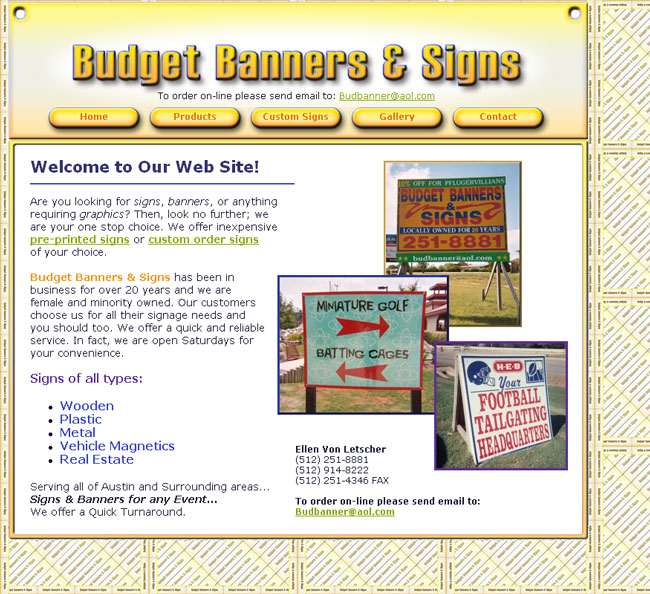 Budget Banners & Signs
To order on-line please send email to: Budbanner@aol.com
Home
Products
Custom Signs
Gallery
Contact
Welcome to Our Web Site!
Are you looking for signs, banners, or anything
requiring graphics? Then, look no further; we
are your one stop choice. We offer inexpensive
pre-printed signs or custom order signs
of your choice.
Budget Banners & Signs has been in
business for over 20 years and we are
female and minority owned. Our customers
choose us for all their signage needs and
you should too. We offer a quick and reliable
service. In fact, we are open Saturdays for
your convenience.
Signs of all types:
Wooden
Plastic
Metal
Vehicle Magnetics
Real Estate
Serving all of Austin and Surrounding areas...
Signs & Banners for any Event...
We offer a Quick Turnaround.
10% OFF FOR PFLUGERVILLIANS
BUDGET BANNERS
&
SIGNS
LOCALLY OWNED FOR 20 YEARS
251-8881
budbanner@aol.com
MINIATURE GOLF
BATTING CAGES
H-E-B
Your
FOOTBALL
TAILGATING
HEADQUARTERS
Ellen Von Letscher
(512) 251-8881
(512) 914-8222
(512) 251-4346 FAX
To order on-line please send email to:
Budbanner@aol.com